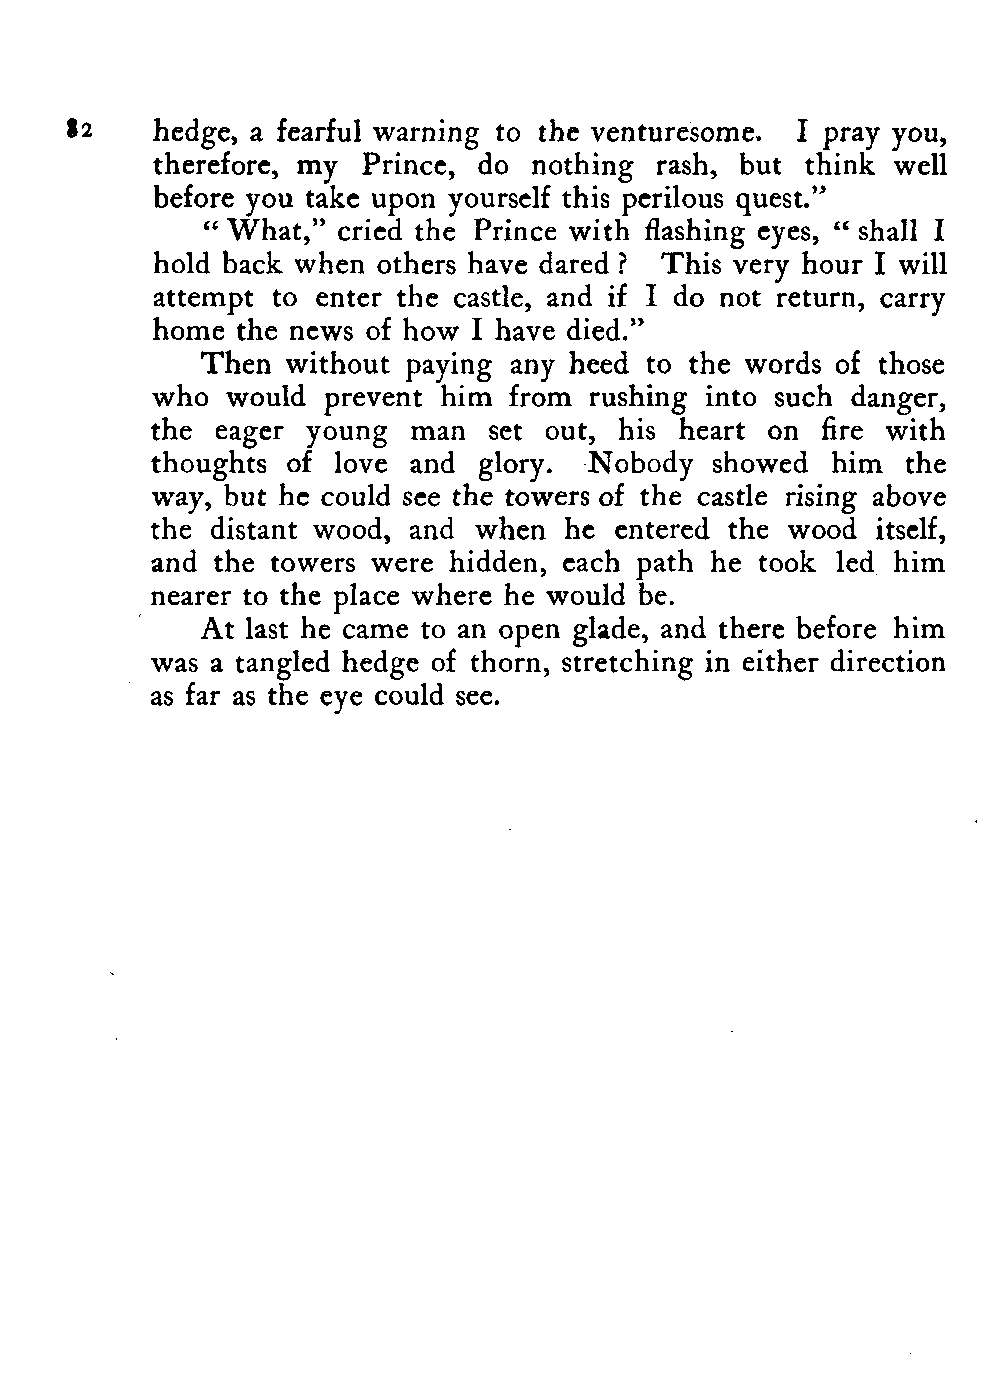 82 hedge, a fearful warning to the venturesome. I pray you,
therefore, my Prince, do nothing rash, but think well
before you take upon yourself this perilous quest."
“ What,” cried the Prince with flashing eyes, “ shall I
hold back when others have dared ? This very hour I will
attempt to enter the castle, and if I do not return, carry
home the news of how I have died.”
Then without paying any heed to the words of those
who would prevent him from rushing into such danger,
the eager young man set out, his heart on fire with
thoughts of love and glory. Nobody showed him the
way, but he could see the towers of the castle rising above
the distant wood, and when he entered the wood itself,
and the towers were hidden, each path he took led him
nearer to the place where he would be.
At last he came to an open glade, and there before him
was a tangled hedge of thorn, stretching in either direction
as far as the eye could see.